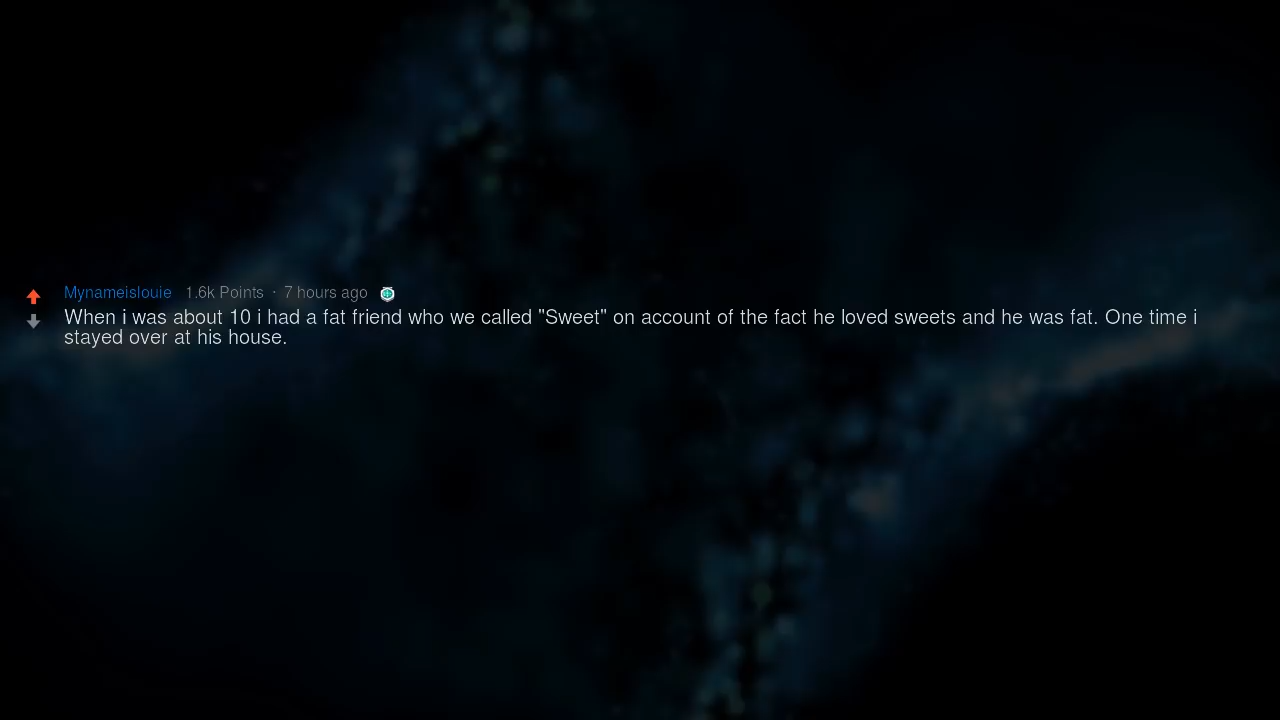 Mynameislouie 1.6k Points · 7 hours ago
When i was about 10 i had a fat friend who we called "Sweet" on account of the fact he loved sweets and he was fat. One time i
stayed over at his house.